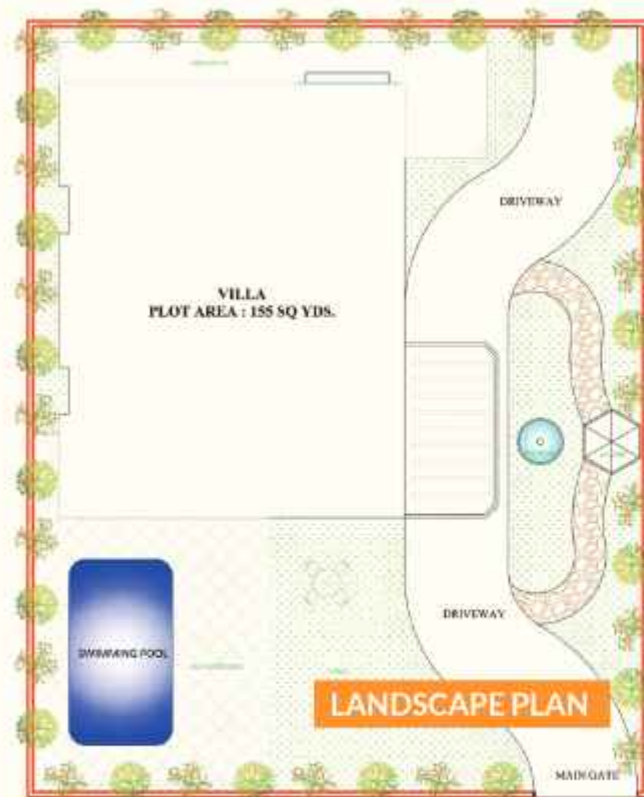 DRIVEWAY
VILLA
PLOT AREA : 155 SQ YDS.
DRIVEWAY
SWIMMING POOL
LANDSCAPE PLAN
MAIN GATE